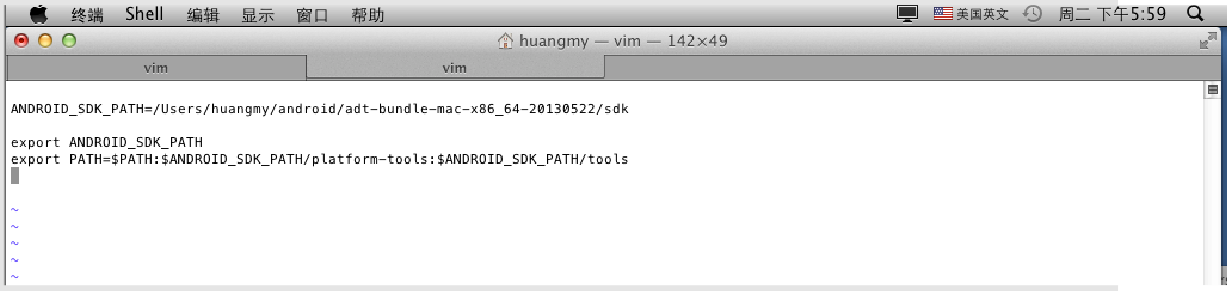 终端 Shell 编辑 显示 窗口 帮助 美国英文 周二 下午5:59
huangmy — vim — 142×49
vim vim
ANDROID_SDK_PATH=/Users/huangmy/android/adt-bundle-mac-x86_64-20130522/sdk
export ANDROID_SDK_PATH
export PATH=$PATH:$ANDROID_SDK_PATH/platform-tools:$ANDROID_SDK_PATH/tools
~
~
~
~
~